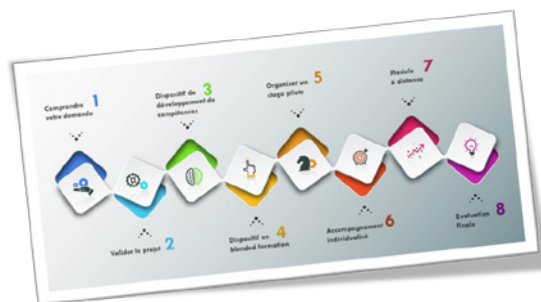 Comprendre
votre demande
1
Valider le projet
2
Dispositif de
développement de
compétences
3
Dispositif en
blended formation
4
Organiser un
stage pilote
5
Accompagnement
individualisé
6
Module
à distance
7
Evaluation
finale
8